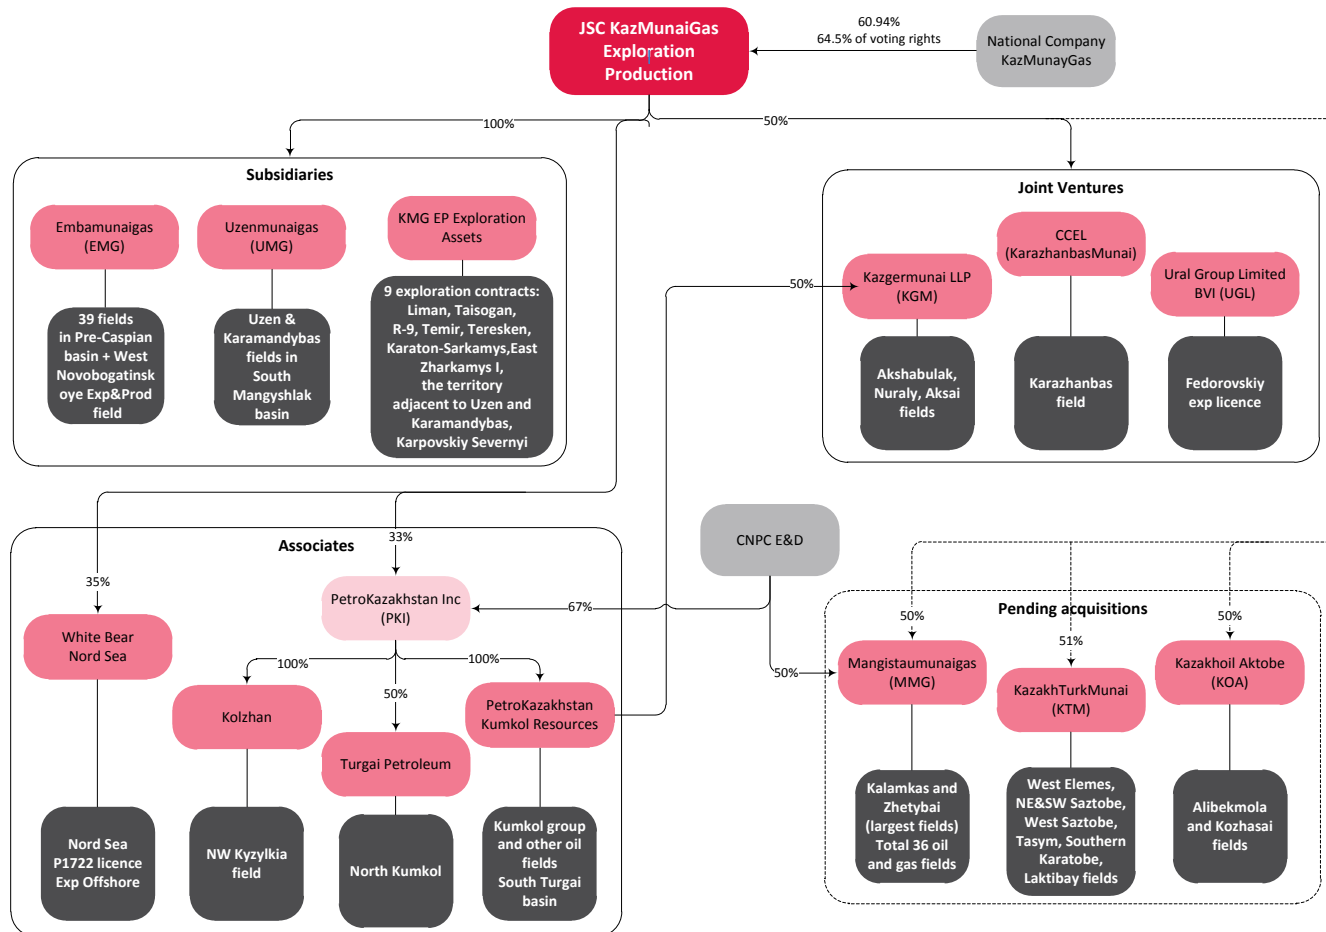 JSC KazMunaiGas
Exploration
Production
60.94%
64.5% of voting rights
National Company
KazMunayGas
100%
50%
Subsidiaries
Embamunaigas
(EMG)
Uzenmunaigas
(UMG)
KMG EP Exploration
Assets
39 fields
in Pre-Caspian
basin + West
Novobogatinsk
oye Exp&Prod
field
Uzen &
Karamandybas
fields in
South
Mangyshlak
basin
9 exploration contracts:
Liman, Taisogan,
R-9, Temir, Teresken,
Karaton-Sarkamys,East
Zharkamys I,
the territory
adjacent to Uzen and
Karamandybas,
Karpovskiy Severnyi
Joint Ventures
50%
Kazgermunai LLP
(KGM)
CCEL
(KarazhanbasMunai)
Ural Group Limited
BVI (UGL)
Akshabulak,
Nuraly, Aksai
fields
Karazhanbas
field
Fedorovskiy
exp licence
Associates
35%
33%
White Bear
Nord Sea
PetroKazakhstan Inc
(PKI)
67%
CNPC E&D
100%
50%
100%
Kolzhan
Turgai Petroleum
PetroKazakhstan
Kumkol Resources
Nord Sea
P1722 licence
Exp Offshore
NW Kyzylkia
field
North Kumkol
Kumkol group
and other oil
fields
South Turgai
basin
Pending acquisitions
50%
51%
50%
50%
Mangistaumunaigas
(MMG)
KazakhTurkMunai
(KTM)
Kazakhoil Aktobe
(KOA)
Kalamkas and
Zhetybai
(largest fields)
Total 36 oil
and gas fields
West Elemes,
NE&SW Saztobe,
West Saztobe,
Tasym, Southern
Karatobe,
Laktibay fields
Alibekmola
and Kozhasai
fields